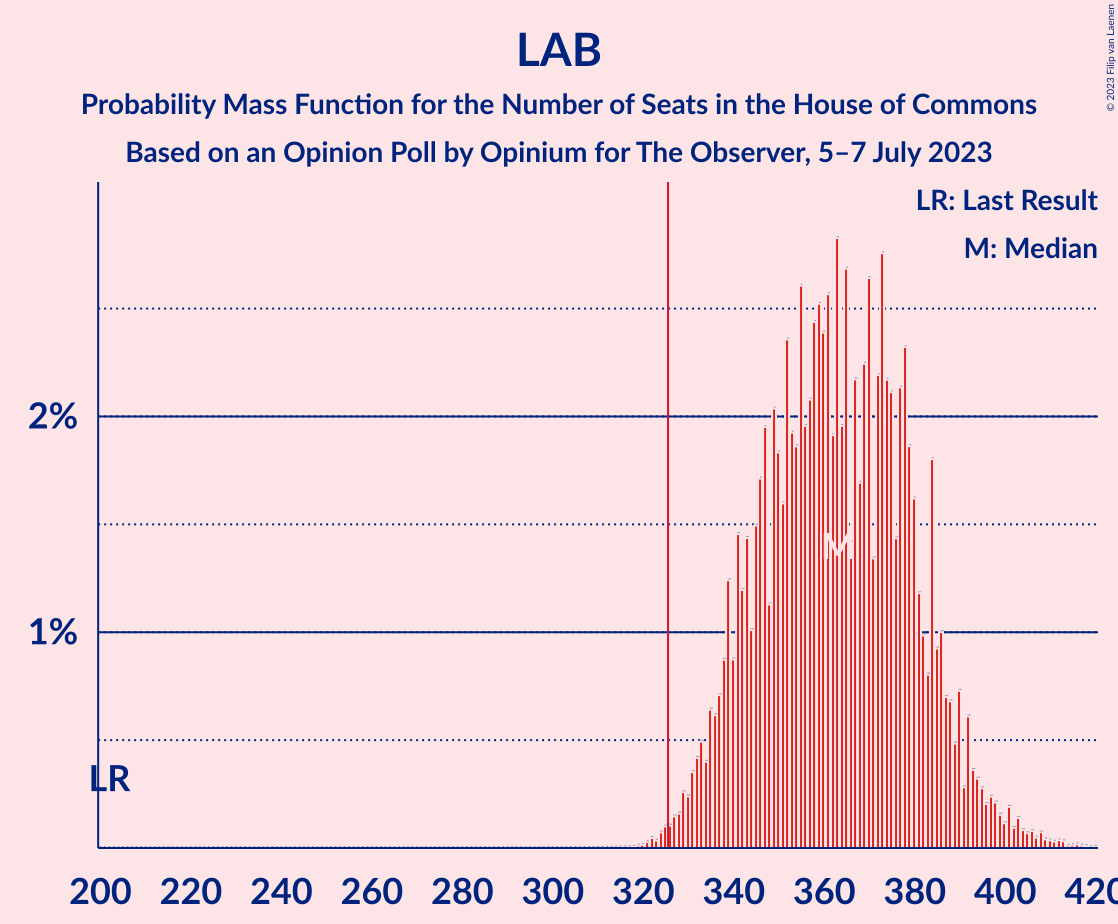 LAB
Probability Mass Function for the Number of Seats in the House of Commons
Based on an Opinion Poll by Opinium for The Observer, 5–7 July 2023
© 2023 Filip van Laenen
LR: Last Result
M: Median
2%
1%
LR
M
200 220 240 260 280 300 320 340 360 380 400 420